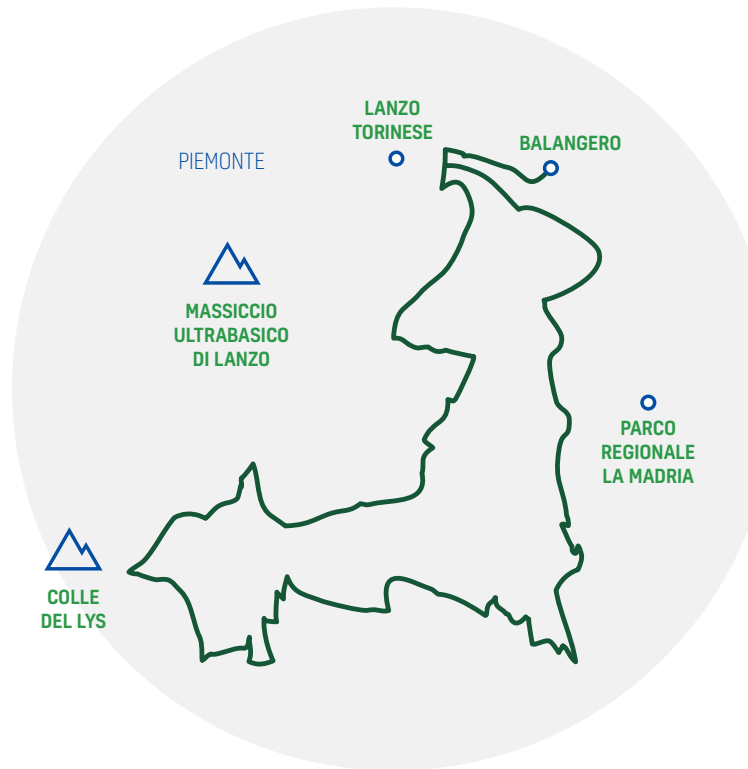 LANZO
TORINESE
BALANGERO
PIEMONTE
MASSICCIO
ULTRABASICO
DI LANZO
PARCO
REGIONALE
LA MADRIA
COLLE
DEL LYS